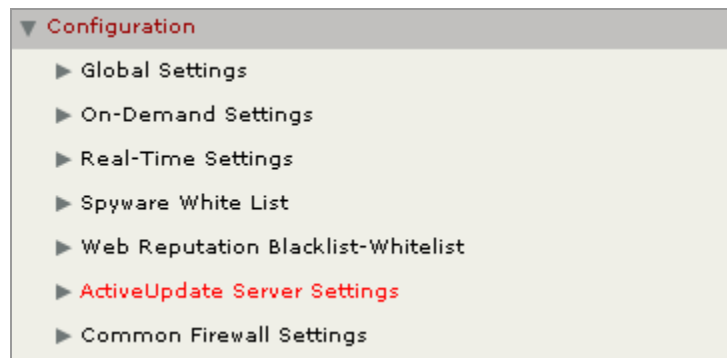 Configuration
Global Settings
On-Demand Settings
Real-Time Settings
Spyware White List
Web Reputation Blacklist-Whitelist
ActiveUpdate Server Settings
Common Firewall Settings